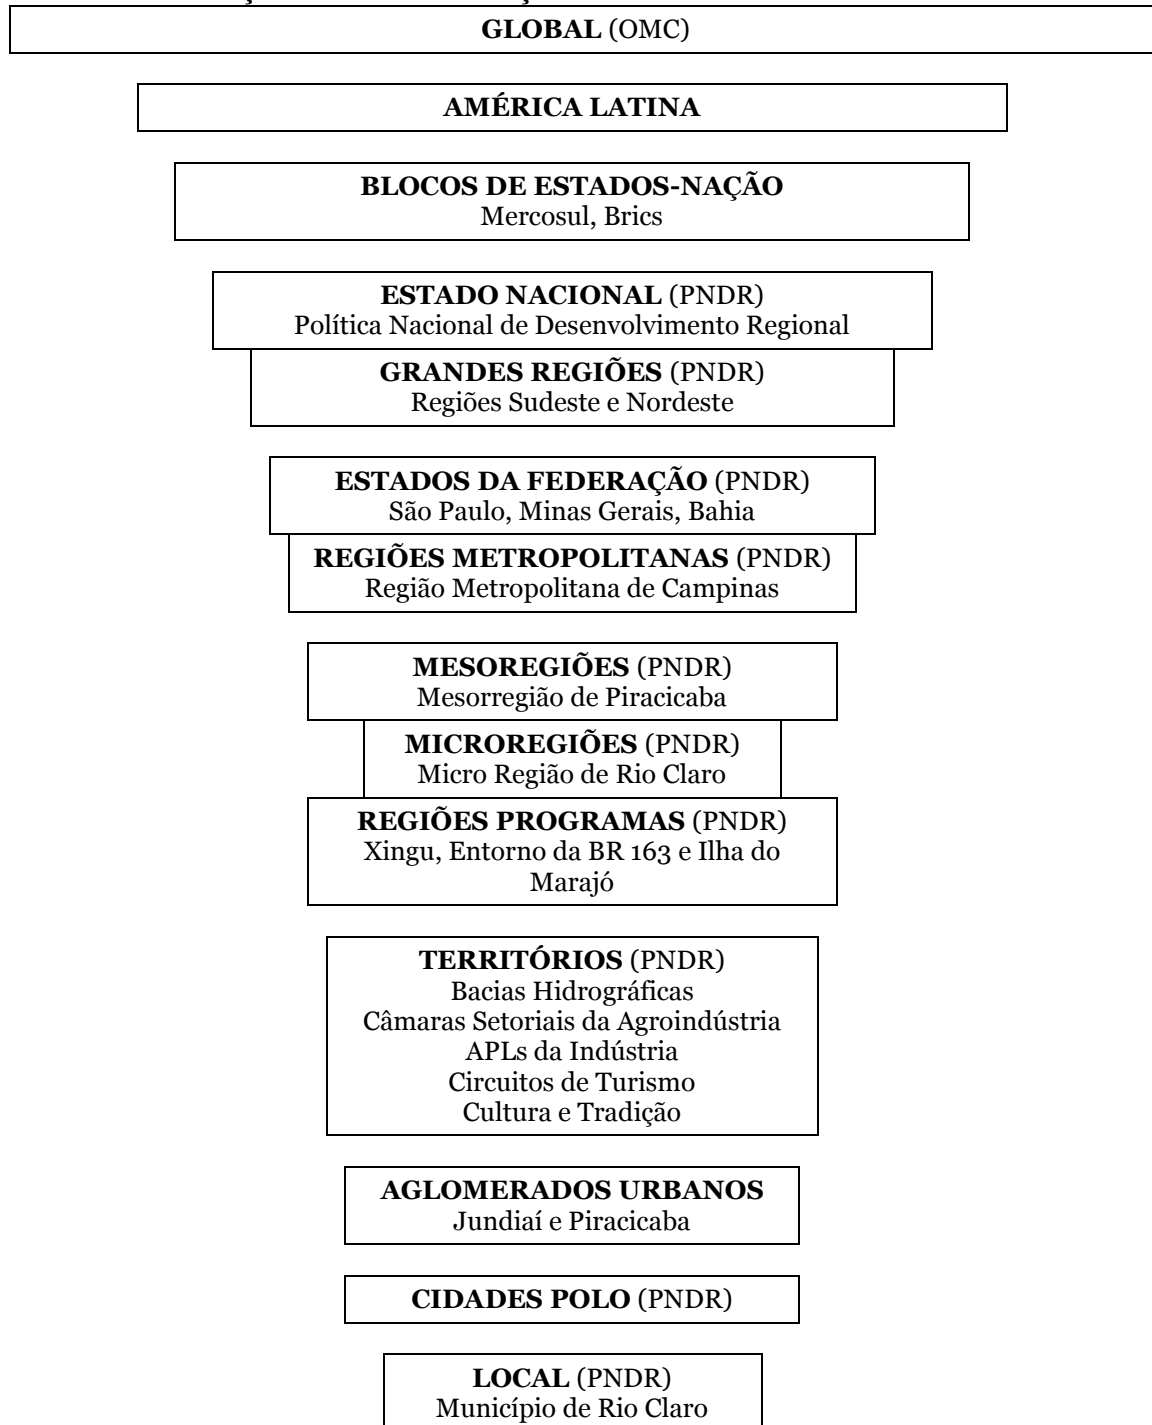 GLOBAL (OMC)
AMÉRICA LATINA
BLOCOS DE ESTADOS-NAÇÃO
Mercosul, Brics
ESTADO NACIONAL (PNDR)
Política Nacional de Desenvolvimento Regional
GRANDES REGIÕES (PNDR)
Regiões Sudeste e Nordeste
ESTADOS DA FEDERAÇÃO (PNDR)
São Paulo, Minas Gerais, Bahia
REGIÕES METROPOLITANAS (PNDR)
Região Metropolitana de Campinas
MESOREGIÕES (PNDR)
Mesorregião de Piracicaba
MICROREGIÕES (PNDR)
Micro Região de Rio Claro
REGIÕES PROGRAMAS (PNDR)
Xingu, Entorno da BR 163 e Ilha do
Marajó
TERRITÓRIOS (PNDR)
Bacias Hidrográficas
Câmaras Setoriais da Agroindústria
APLs da Indústria
Circuitos de Turismo
Cultura e Tradição
AGLOMERADOS URBANOS
Jundiaí e Piracicaba
CIDADES POLO (PNDR)
LOCAL (PNDR)
Município de Rio Claro